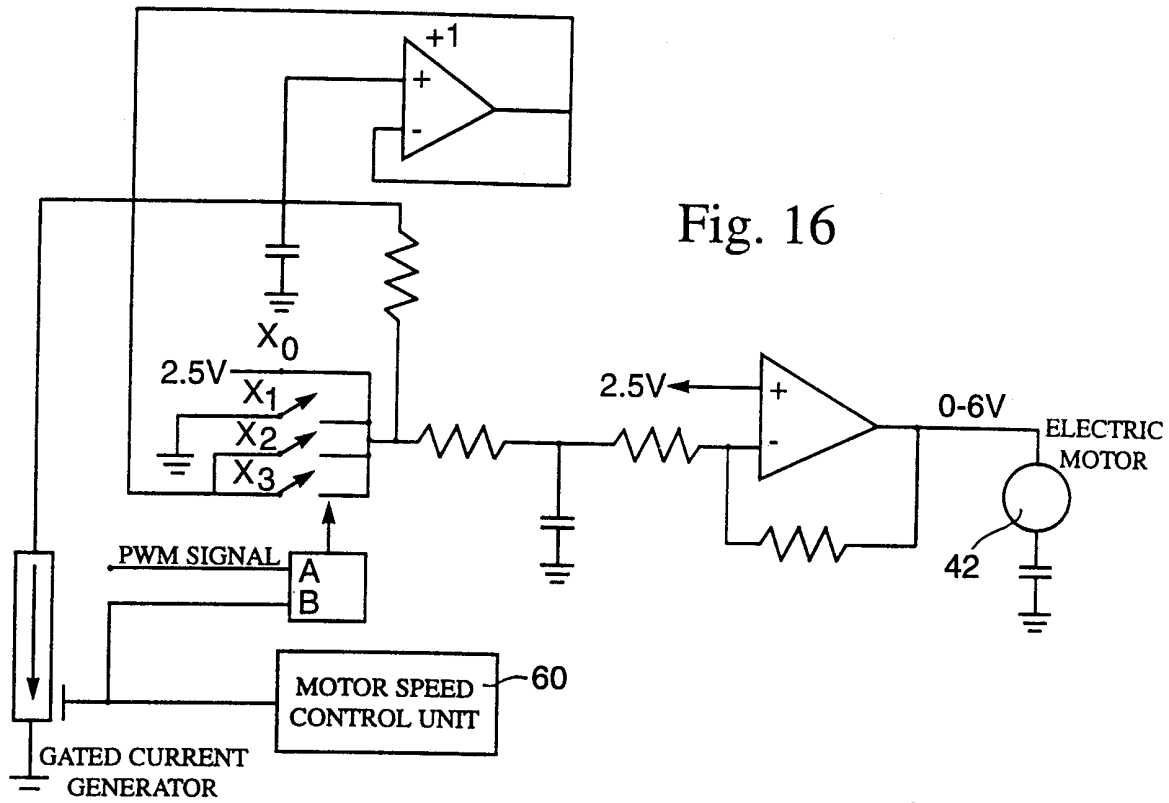 +1
+
-
Fig. 16
X0
2.5V
X1
X2
X3
2.5V
+
-
0-6V
ELECTRIC
MOTOR
42
PWM SIGNAL
A
B
MOTOR SPEED
CONTROL UNIT
60
GATED CURRENT
GENERATOR